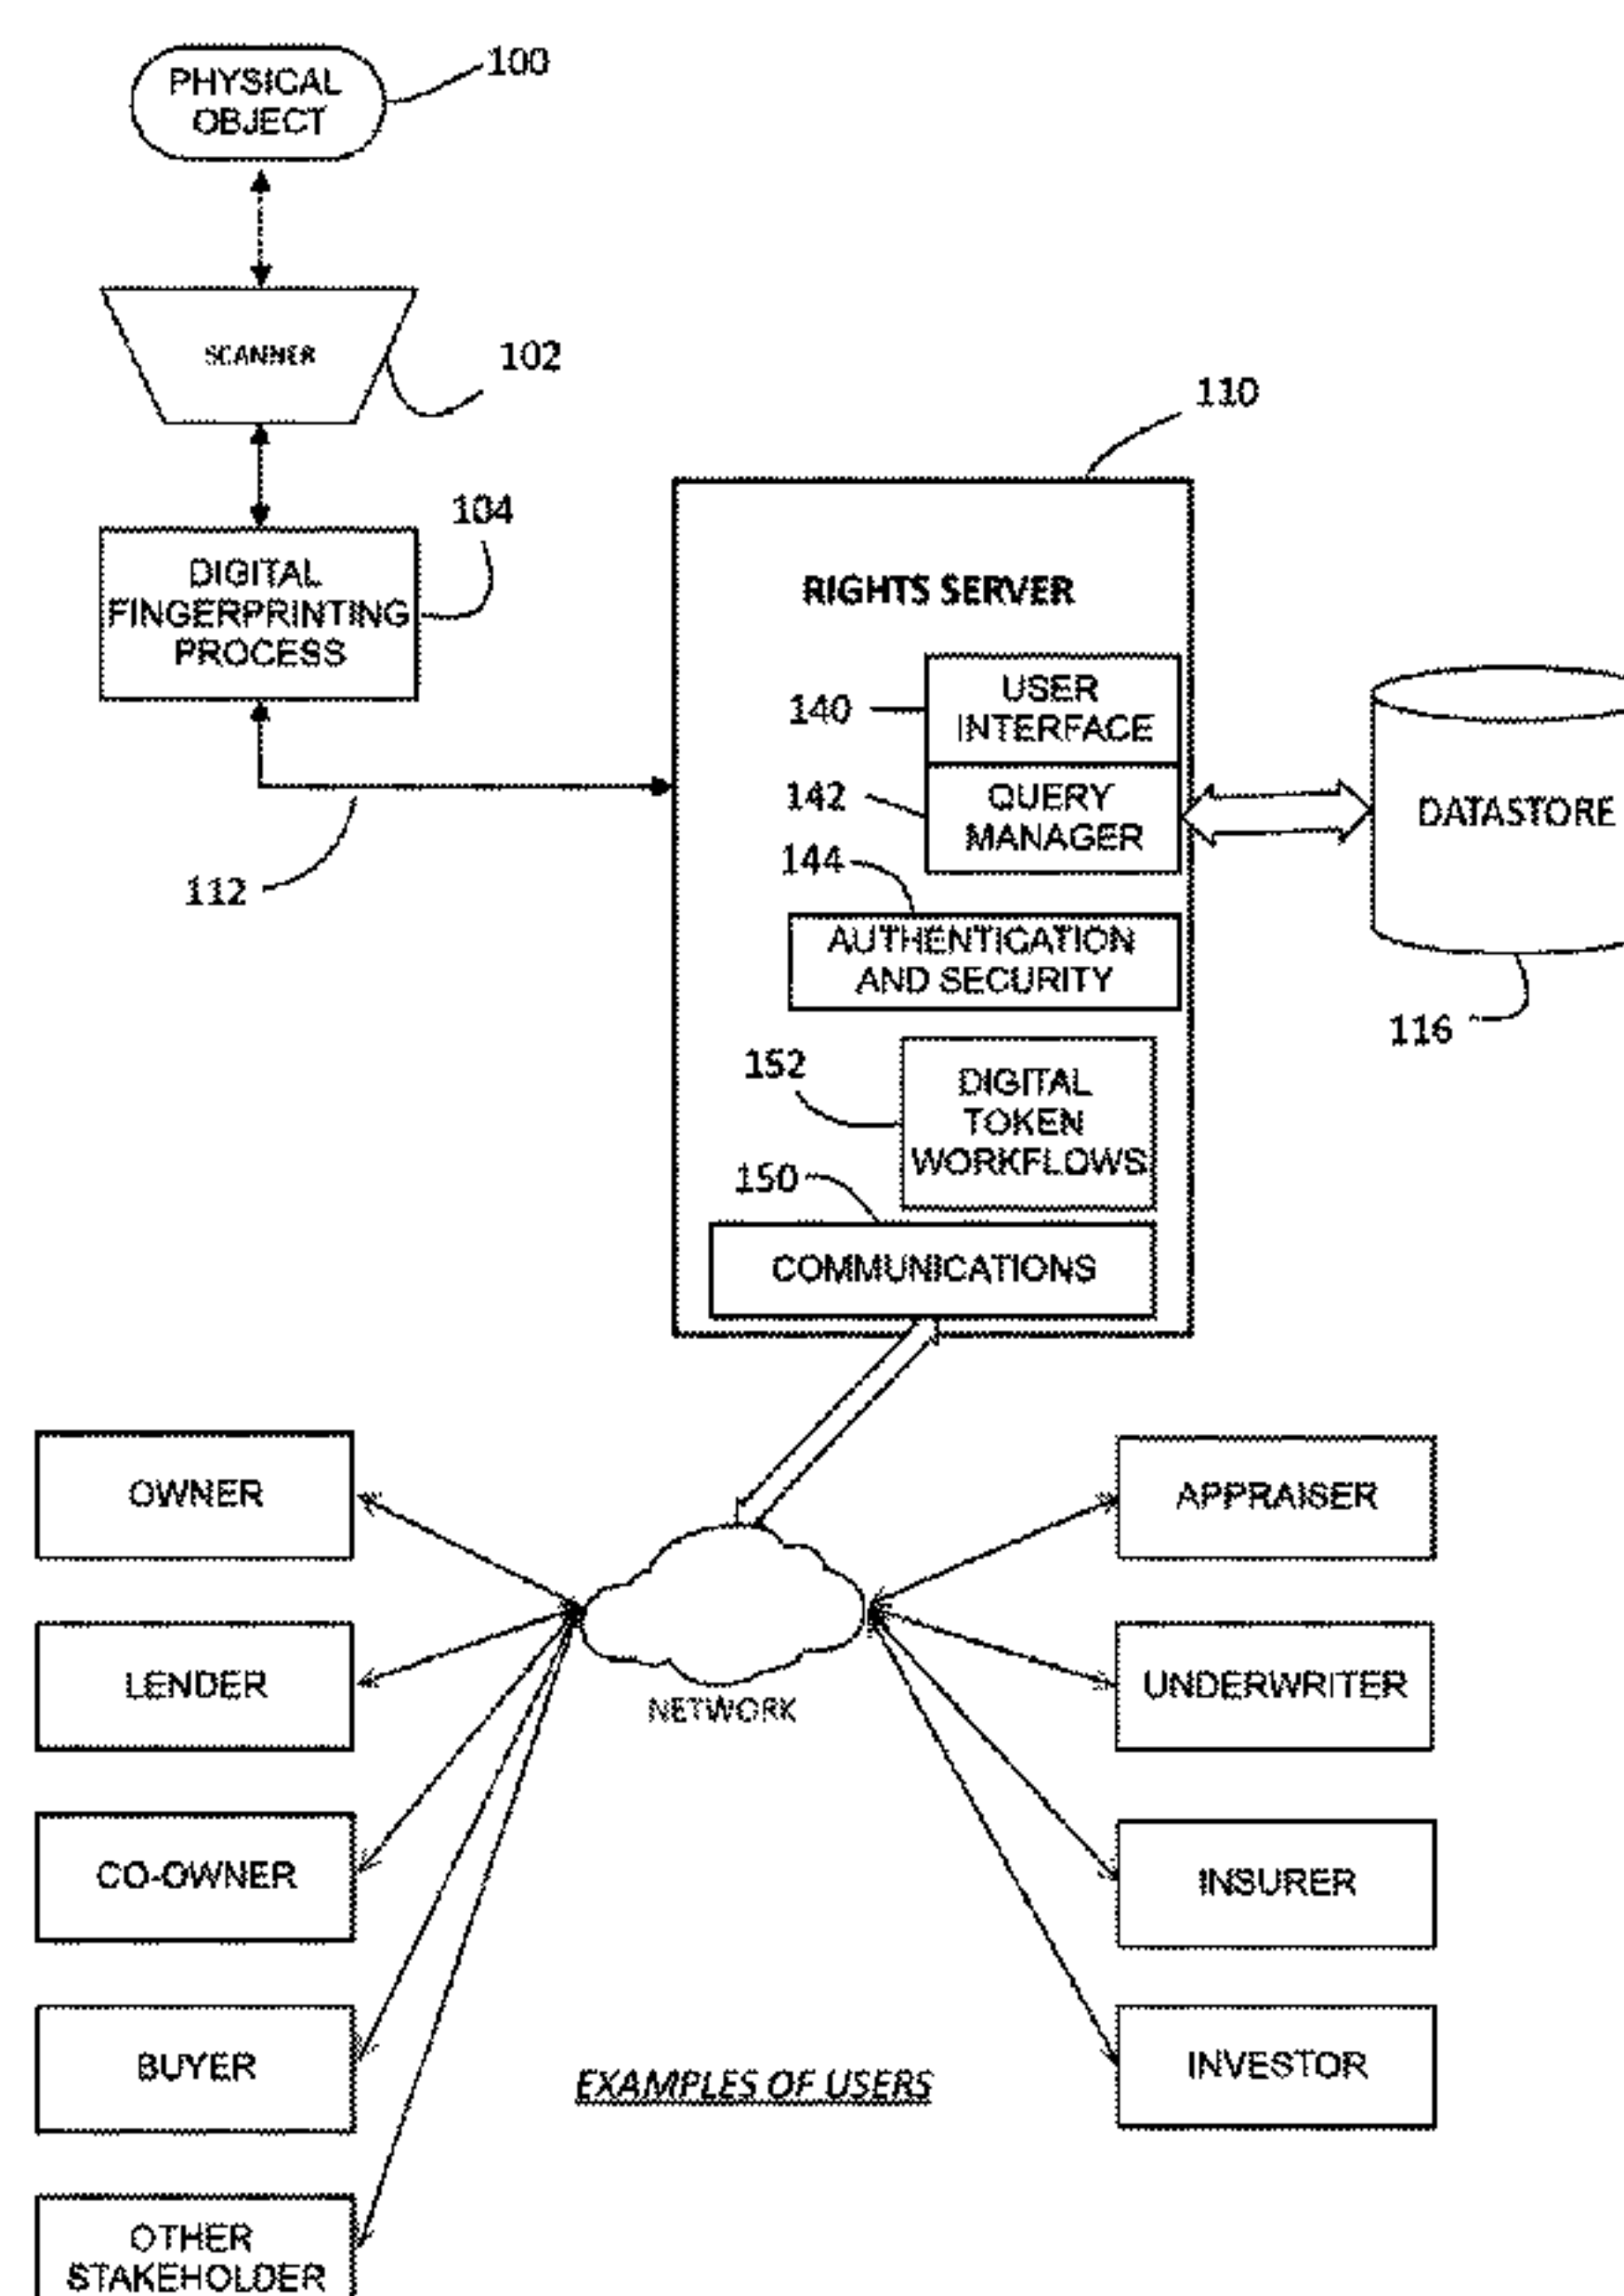 PHYSICAL
OBJECT
100
SCANNER
102
104
DIGITAL
FINGERPRINTING
PROCESS
112
110
RIGHTS SERVER
140
USER
INTERFACE
142
QUERY
MANAGER
144
AUTHENTICATION
AND SECURITY
152
DIGITAL
TOKEN
WORKFLOWS
150
COMMUNICATIONS
DATASTORE
116
OWNER
LENDER
CO-OWNER
BUYER
OTHER
STAKEHOLDER
NETWORK
EXAMPLES OF USERS
APPRAISER
UNDERWRITER
INSURER
INVESTOR